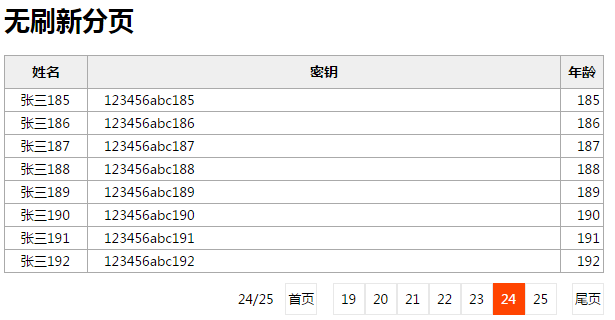 无刷新分页
姓名 密钥 年龄
张三185 123456abc185 185
张三186 123456abc186 186
张三187 123456abc187 187
张三188 123456abc188 188
张三189 123456abc189 189
张三190 123456abc190 190
张三191 123456abc191 191
张三192 123456abc192 192
24/25 首页 19 20 21 22 23 24 25 尾页